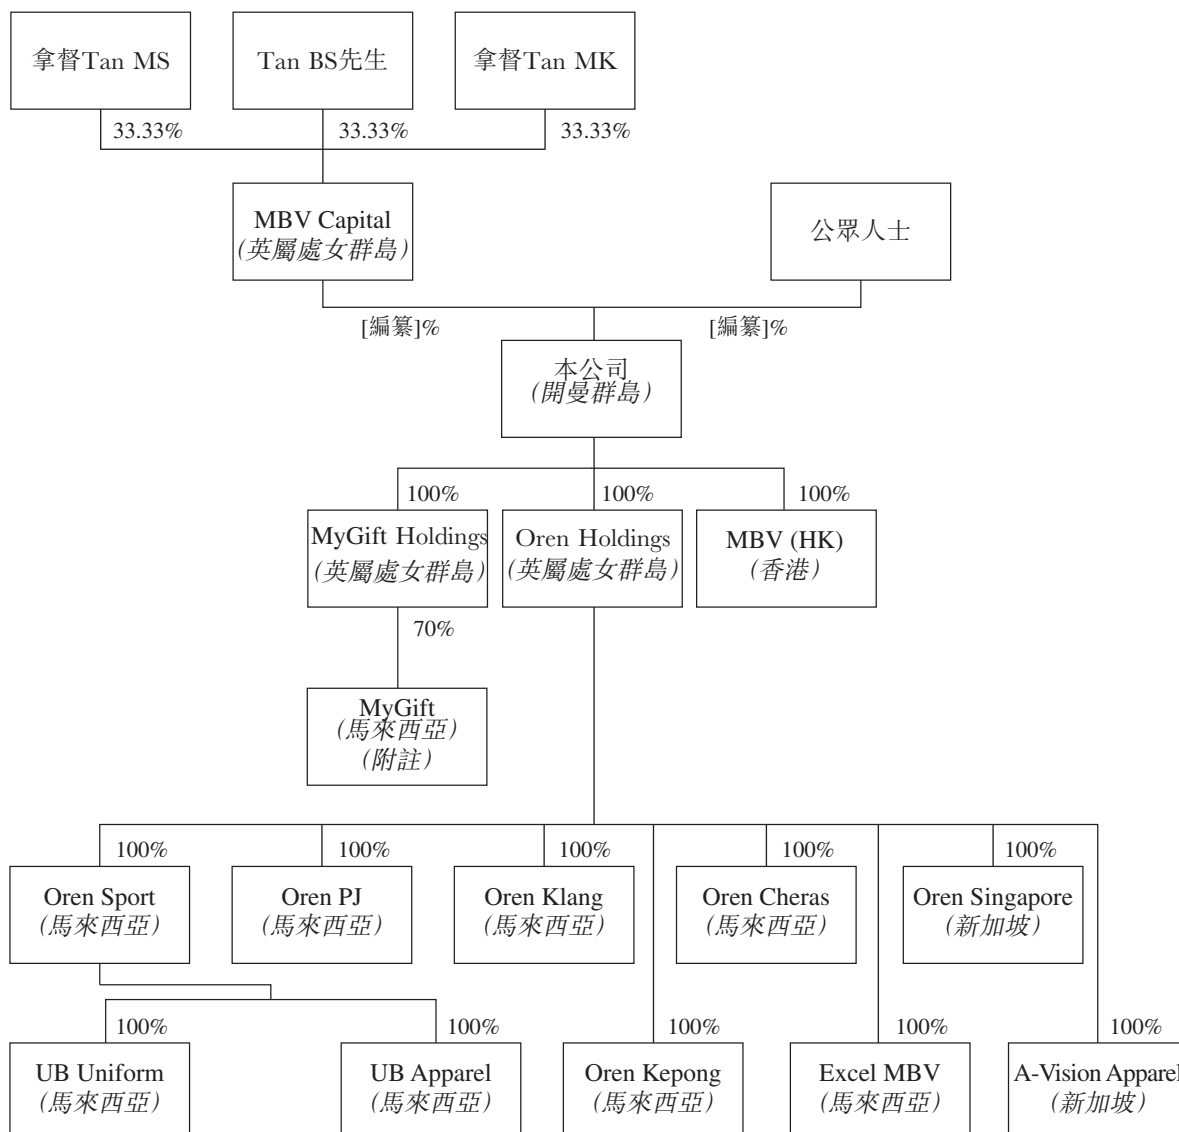 拿督Tan MS
Tan BS先生
拿督Tan MK
33.33%
33.33%
33.33%
MBV Capital
(英屬處女群島)
公眾人士
[編纂]%
[編纂]%
本公司
(開曼群島)
100%
100%
100%
MyGift Holdings
(英屬處女群島)
Oren Holdings
(英屬處女群島)
MBV (HK)
(香港)
70%
MyGift
(馬來西亞)
(附註)
100%
100%
100%
100%
100%
Oren Sport
(馬來西亞)
Oren PJ
(馬來西亞)
Oren Klang
(馬來西亞)
Oren Cheras
(馬來西亞)
Oren Singapore
(新加坡)
100%
100%
100%
100%
100%
UB Uniform
(馬來西亞)
UB Apparel
(馬來西亞)
Oren Kepong
(馬來西亞)
Excel MBV
(馬來西亞)
A-Vision Apparel
(新加坡)